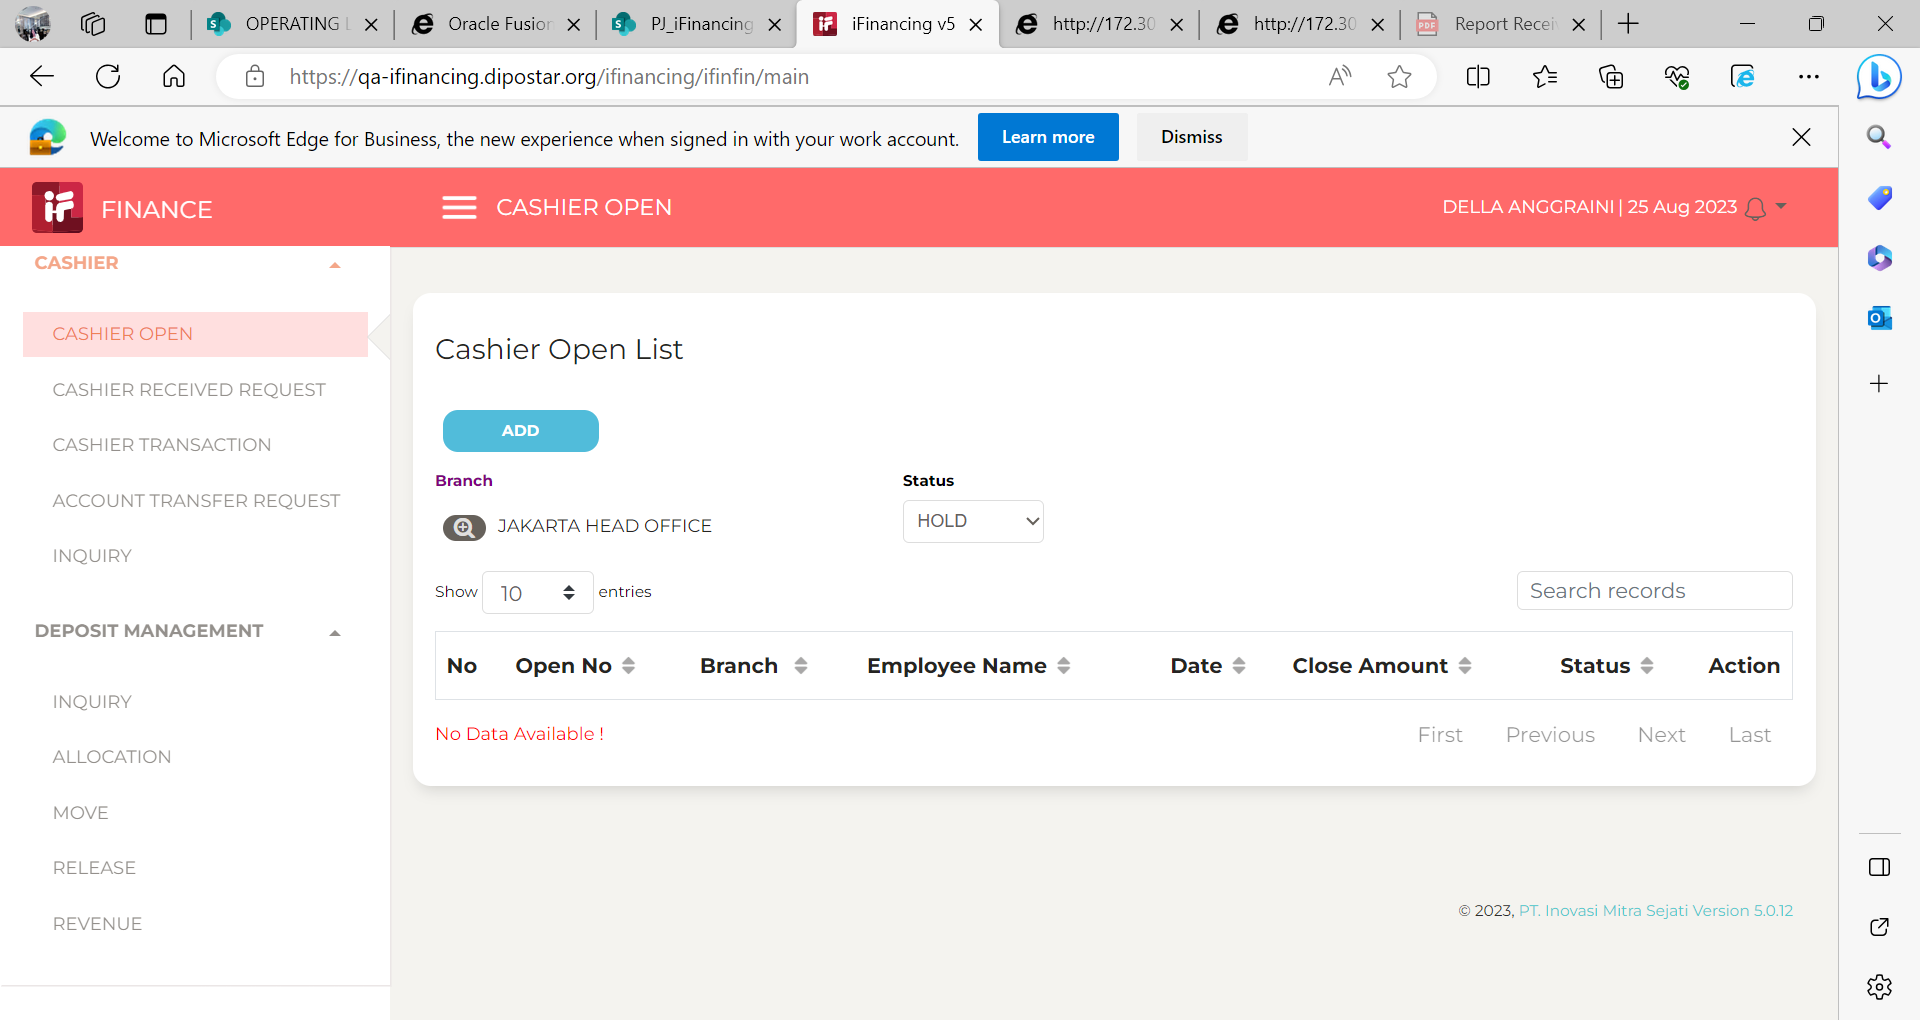 OPERATING L
Oracle Fusion
PJ_iFinancing
iFinancing v5
http://172.30
http://172.30
Report Recei
https://qa-ifinancing.dipostar.org/ifinancing/ifinfin/main
Welcome to Microsoft Edge for Business, the new experience when signed in with your work account.
Learn more
Dismiss
iF FINANCE
CASHIER OPEN
DELLA ANGGRAINI | 25 Aug 2023
CASHIER
CASHIER OPEN
CASHIER RECEIVED REQUEST
CASHIER TRANSACTION
ACCOUNT TRANSFER REQUEST
INQUIRY
DEPOSIT MANAGEMENT
INQUIRY
ALLOCATION
MOVE
RELEASE
REVENUE
Cashier Open List
ADD
Branch
Status
JAKARTA HEAD OFFICE
HOLD
Show 10 entries
Search records
No Open No Branch Employee Name Date Close Amount Status Action
No Data Available !
First Previous Next Last
© 2023, PT. Inovasi Mitra Sejati Version 5.0.12